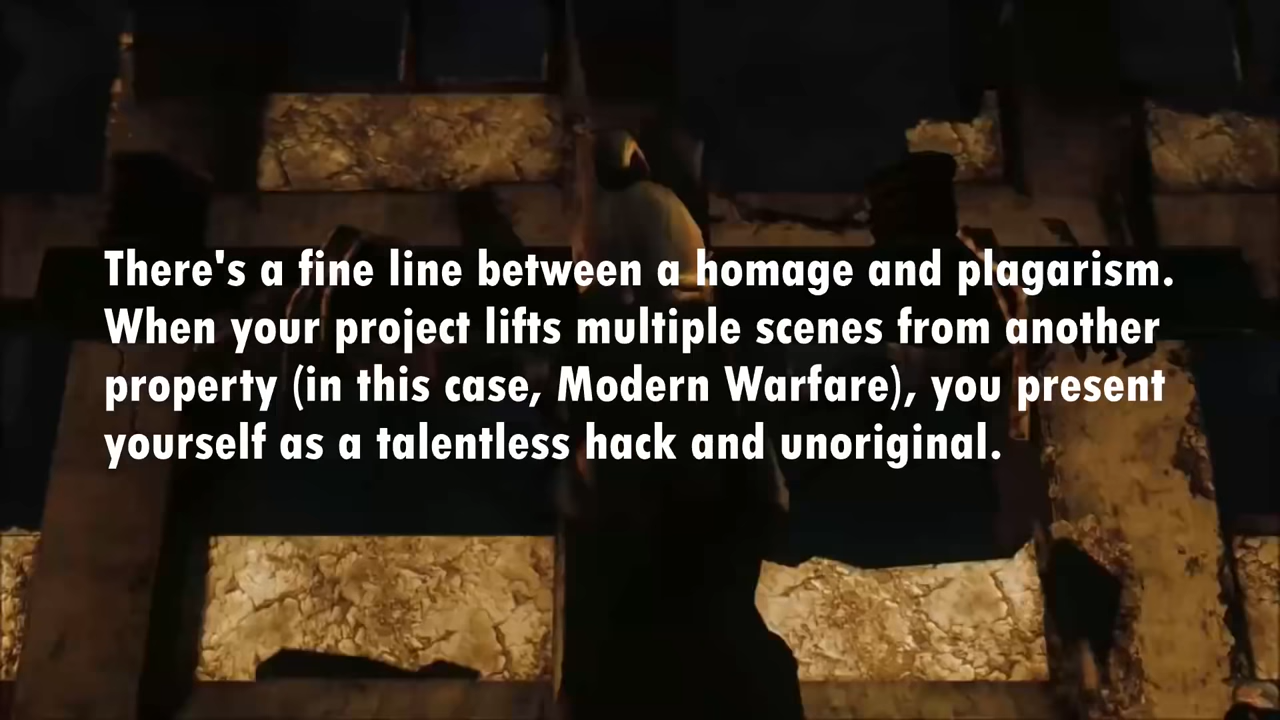 There's a fine line between a homage and plagarism.
When your project lifts multiple scenes from another
property (in this case, Modern Warfare), you present
yourself as a talentless hack and unoriginal.